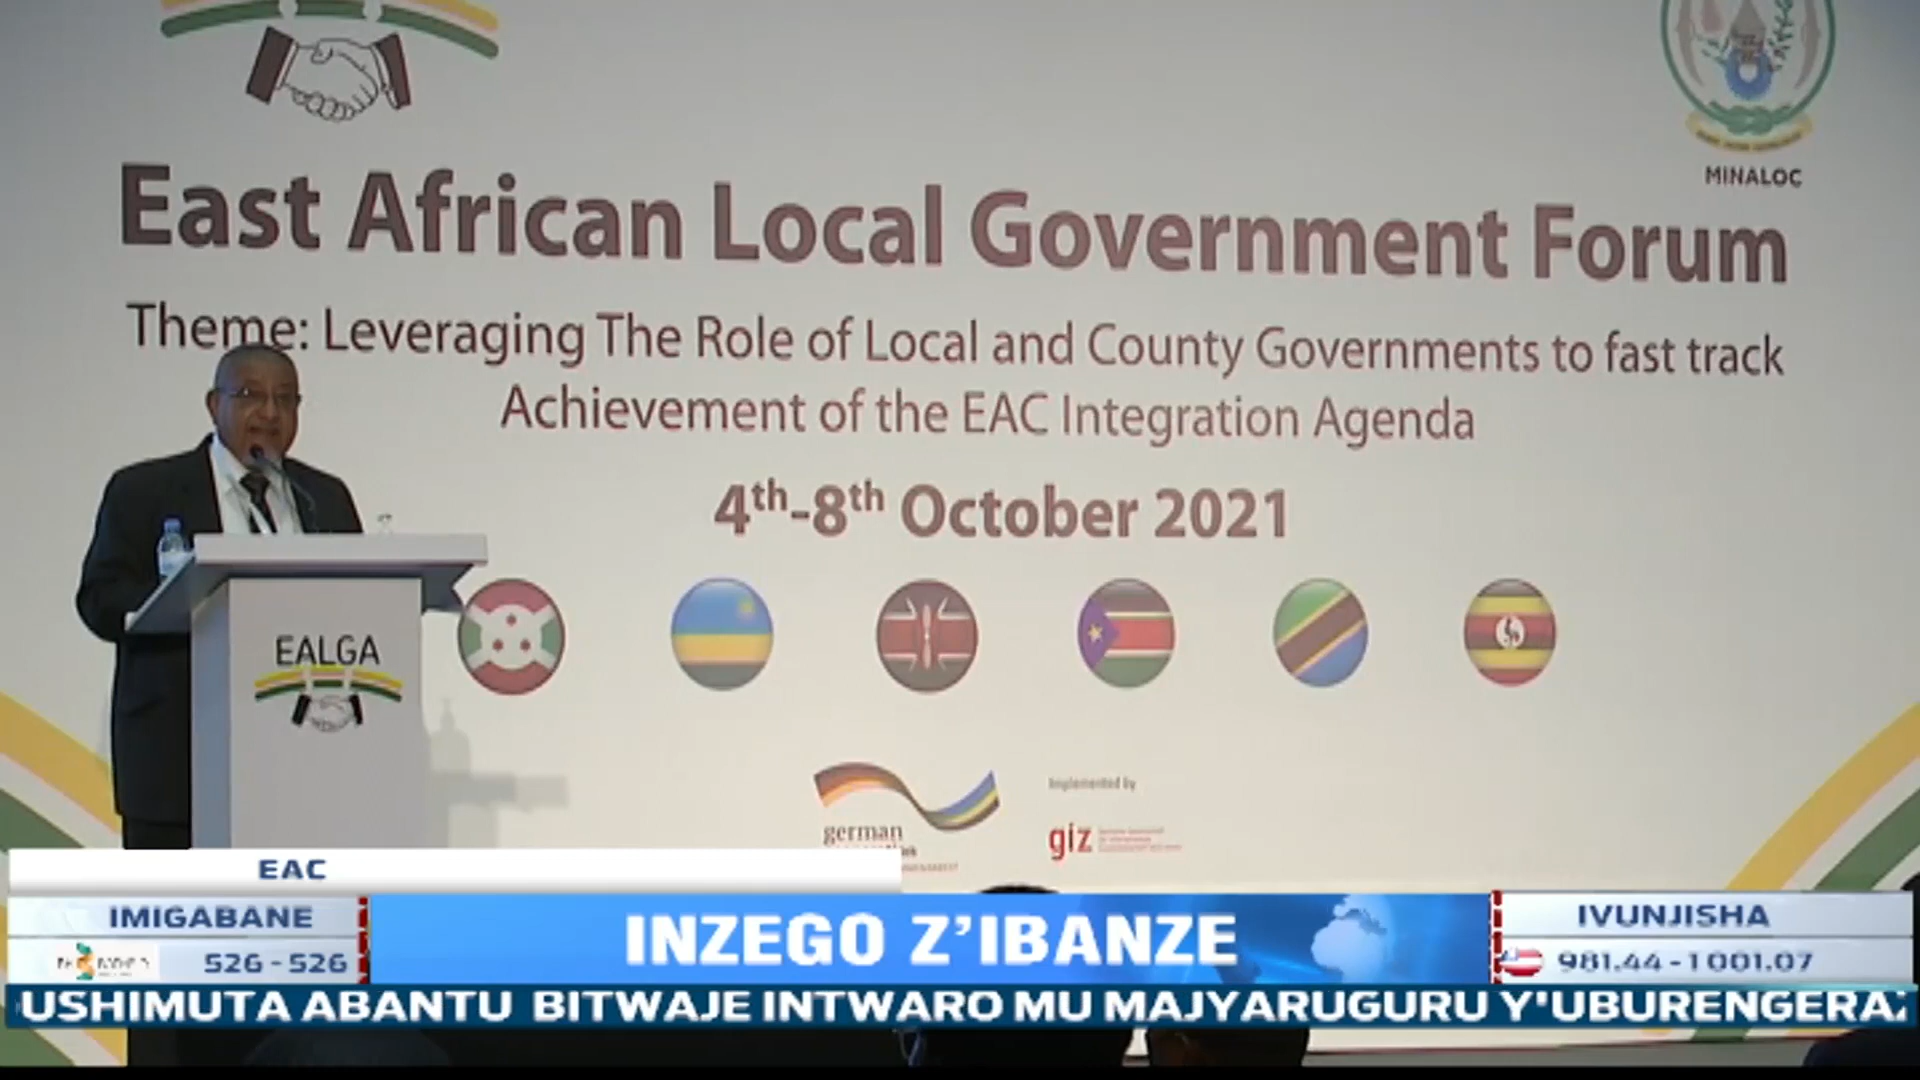 MINALOC
East African Local Government Forum
Theme: Leveraging The Role of Local and County Governments to fast track
Achievement of the EAC Integration Agenda
4th-8th October 2021
EALGA
german
Implemented by
giz
EAC
IMIGABANE
526 - 526
INZEGO Z’IBANZE
IVUNJISHA
981.44 - 1001.07
USHIMUTA ABANTU BITWAJE INTWARO MU MAJYARUGURU Y'UBURENGERAZ